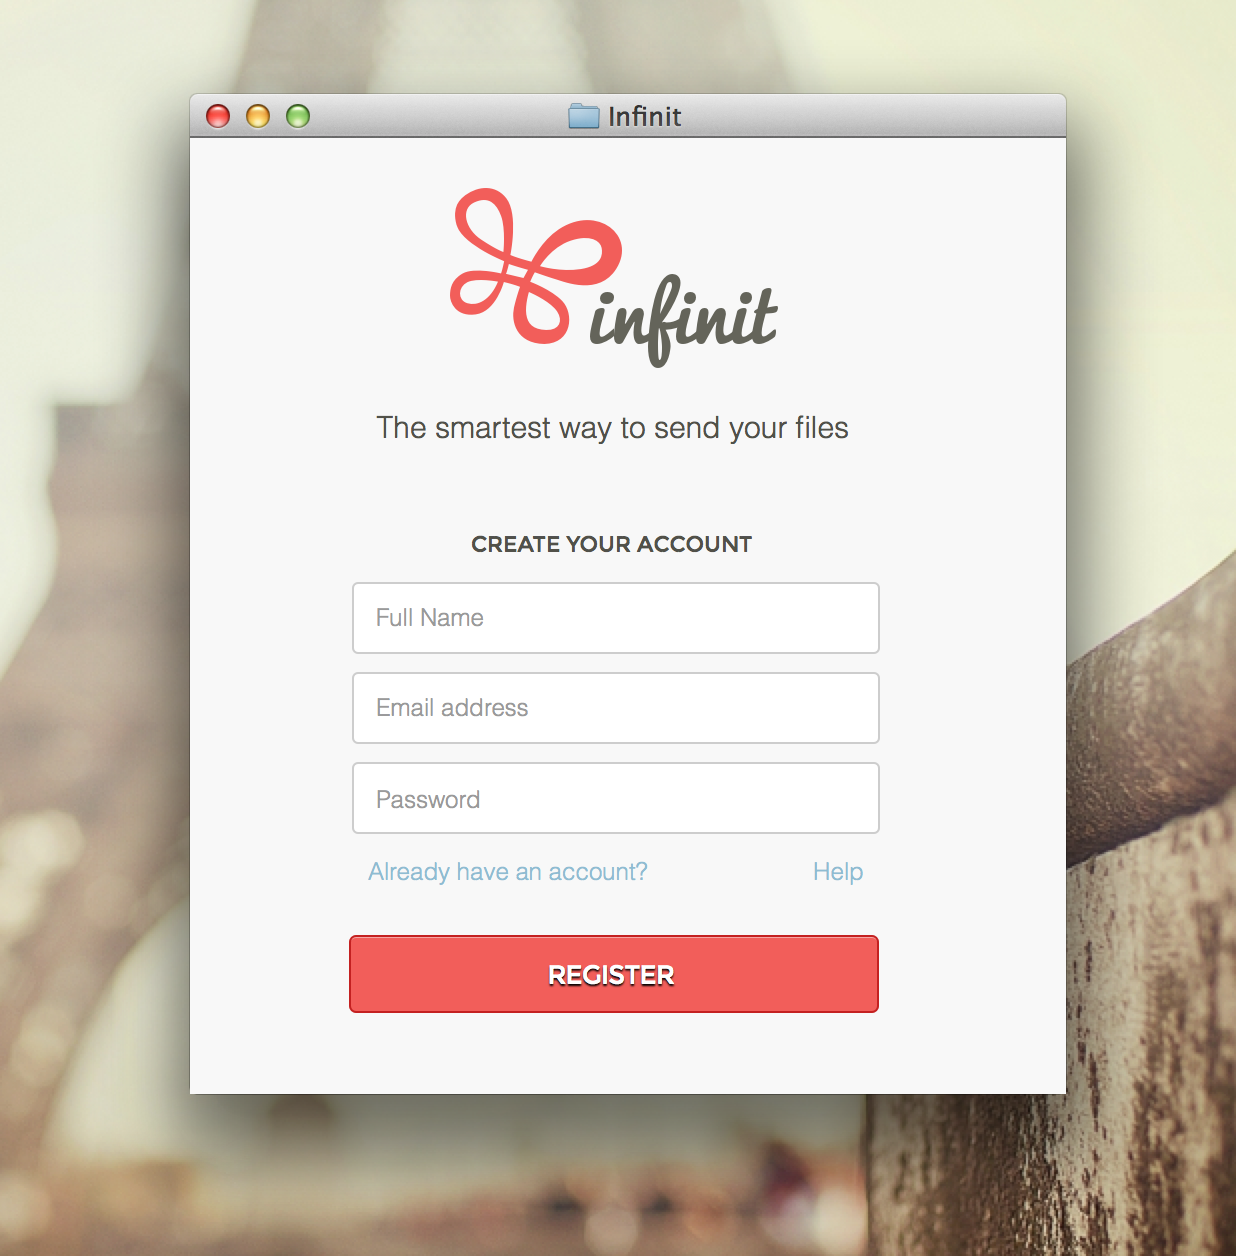 Infinit
infinit
The smartest way to send your files
CREATE YOUR ACCOUNT
Full Name
Email address
Password
Already have an account? Help
REGISTER